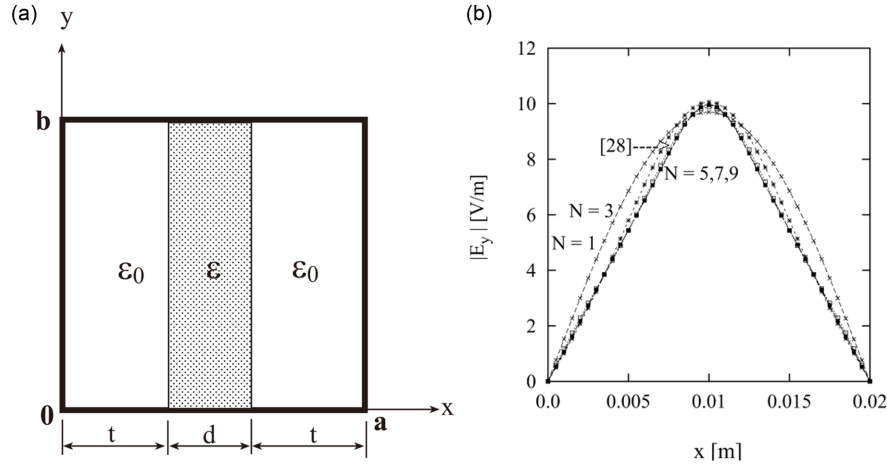 (a)
y
b
ε₀
ε
ε₀
0
a
x
t
d
t
(b)
12
10
8
6
4
2
0
|E_y| [V/m]
[28]
N = 5,7,9
N = 3
N = 1
0.0
0.005
0.01
0.015
0.02
x [m]